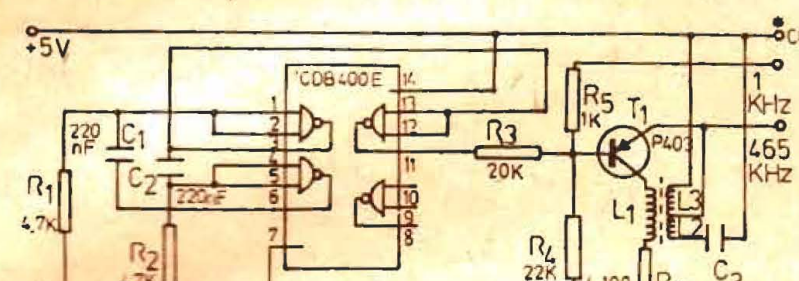 +5V
CDB400E
14
1
2
3
4
5
6
7
13
12
11
10
9
8
220
nF
C1
C2
220nF
R1
4.7K
R2
R3
20K
R5
1K
T1
P403
*
1
KHz
465
KHz
L1
L3
L2
R4
22K
C3